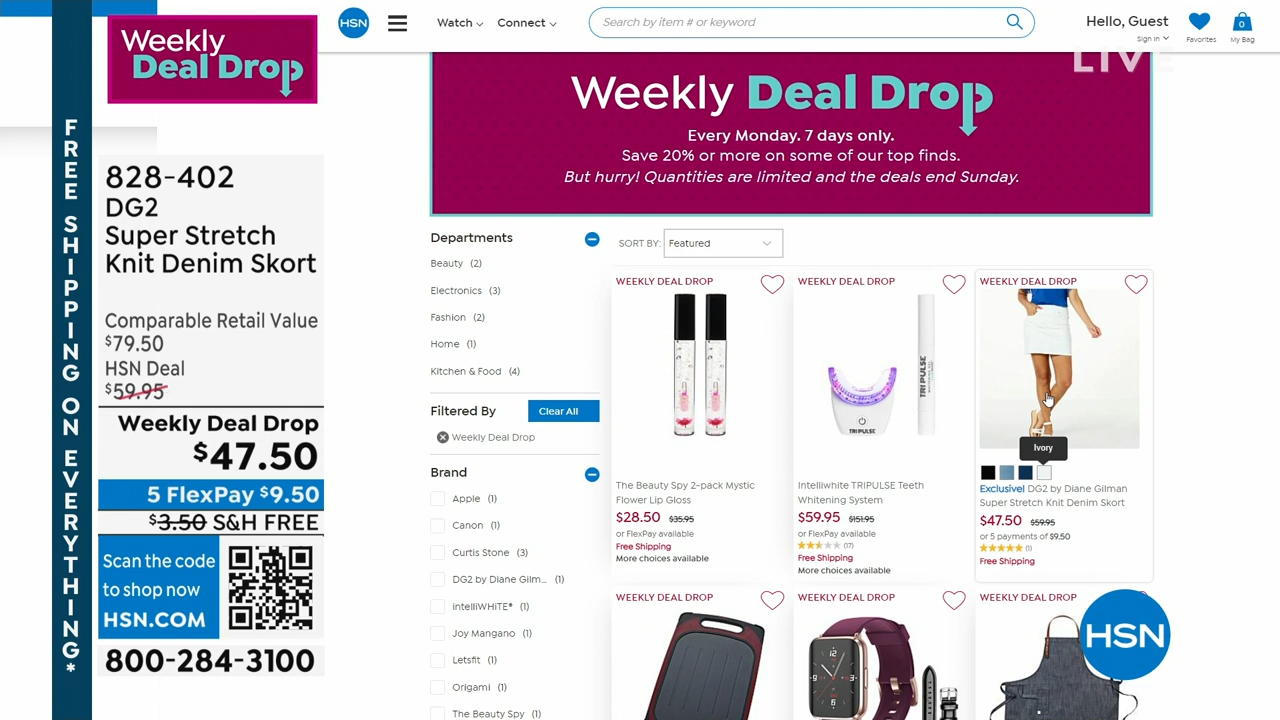 Weekly
Deal Drop
FREE SHIPPING ON EVERYTHING*
828-402
DG2
Super Stretch
Knit Denim Skort
Comparable Retail Value
$79.50
HSN Deal
$59.95
Weekly Deal Drop
$47.50
5 FlexPay $9.50
$3.50 S&H FREE
Scan the code
to shop now
HSN.COM
800-284-3100
HSN
Watch
Connect
Search by item # or keyword
Hello, Guest
Sign In
Favorites
0
My Bag
LIVE
Weekly Deal Drop
Every Monday. 7 days only.
Save 20% or more on some of our top finds.
But hurry! Quantities are limited and the deals end Sunday.
Departments
Beauty (2)
Electronics (3)
Fashion (2)
Home (1)
Kitchen & Food (4)
Filtered By
Clear All
Weekly Deal Drop
Brand
Apple (1)
Canon (1)
Curtis Stone (3)
DG2 by Diane Gilm... (1)
intelliWHiTE® (1)
Joy Mangano (1)
Letsfit (1)
Origami (1)
The Beauty Spy (1)
SORT BY: Featured
WEEKLY DEAL DROP
The Beauty Spy 2-pack Mystic
Flower Lip Gloss
$28.50 $35.95
or FlexPay available
Free Shipping
More choices available
WEEKLY DEAL DROP
TRI PULSE
TRI PULSE
Intelliwhite TRIPULSE Teeth
Whitening System
$59.95 $151.95
or FlexPay available
(17)
Free Shipping
More choices available
WEEKLY DEAL DROP
Ivory
Exclusive! DG2 by Diane Gilman
Super Stretch Knit Denim Skort
$47.50 $59.95
or 5 payments of $9.50
(1)
Free Shipping
WEEKLY DEAL DROP
WEEKLY DEAL DROP
WEEKLY DEAL DROP
HSN